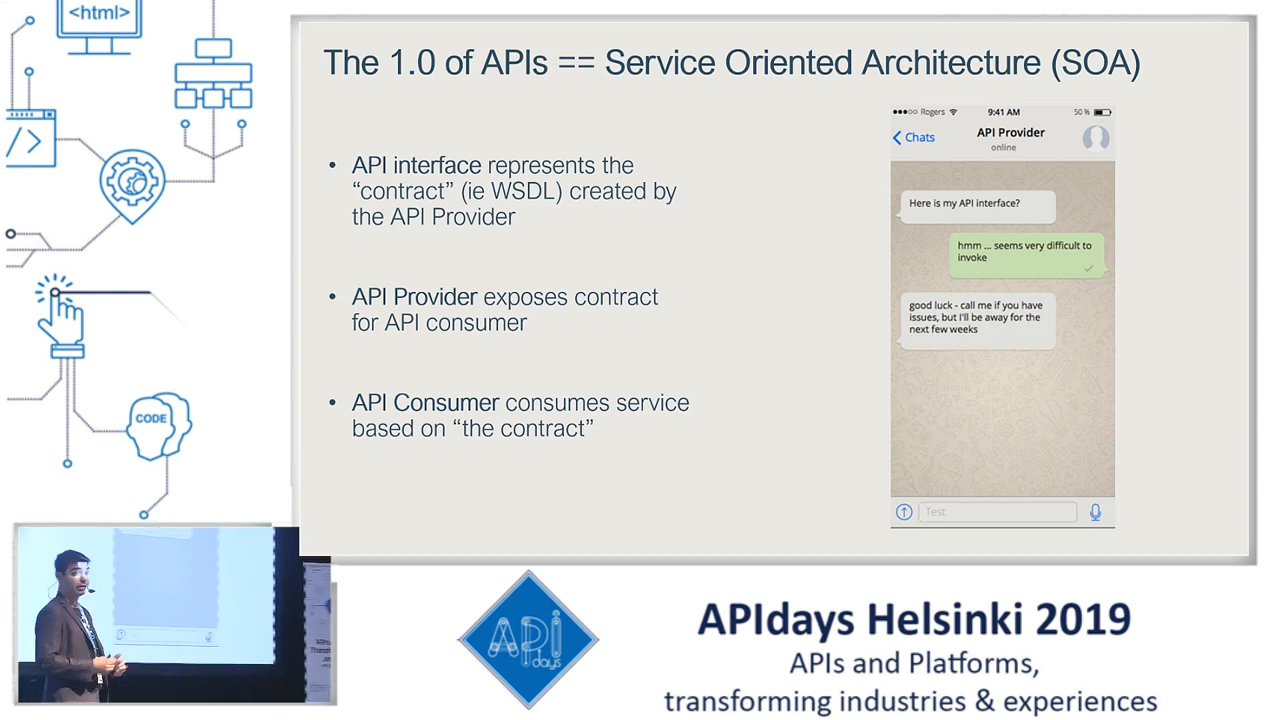 <html>
The 1.0 of APIs == Service Oriented Architecture (SOA)
/>
CODE
• API interface represents the
“contract” (ie WSDL) created by
the API Provider
• API Provider exposes contract
for API consumer
• API Consumer consumes service
based on “the contract”
Rogers 9:41 AM 50 %
Chats
API Provider
online
Here is my API interface?
hmm ... seems very difficult to
invoke
good luck - call me if you have
issues, but I'll be away for the
next few weeks
Test
API
days
APIdays Helsinki 2019
APIs and Platforms,
transforming industries & experiences